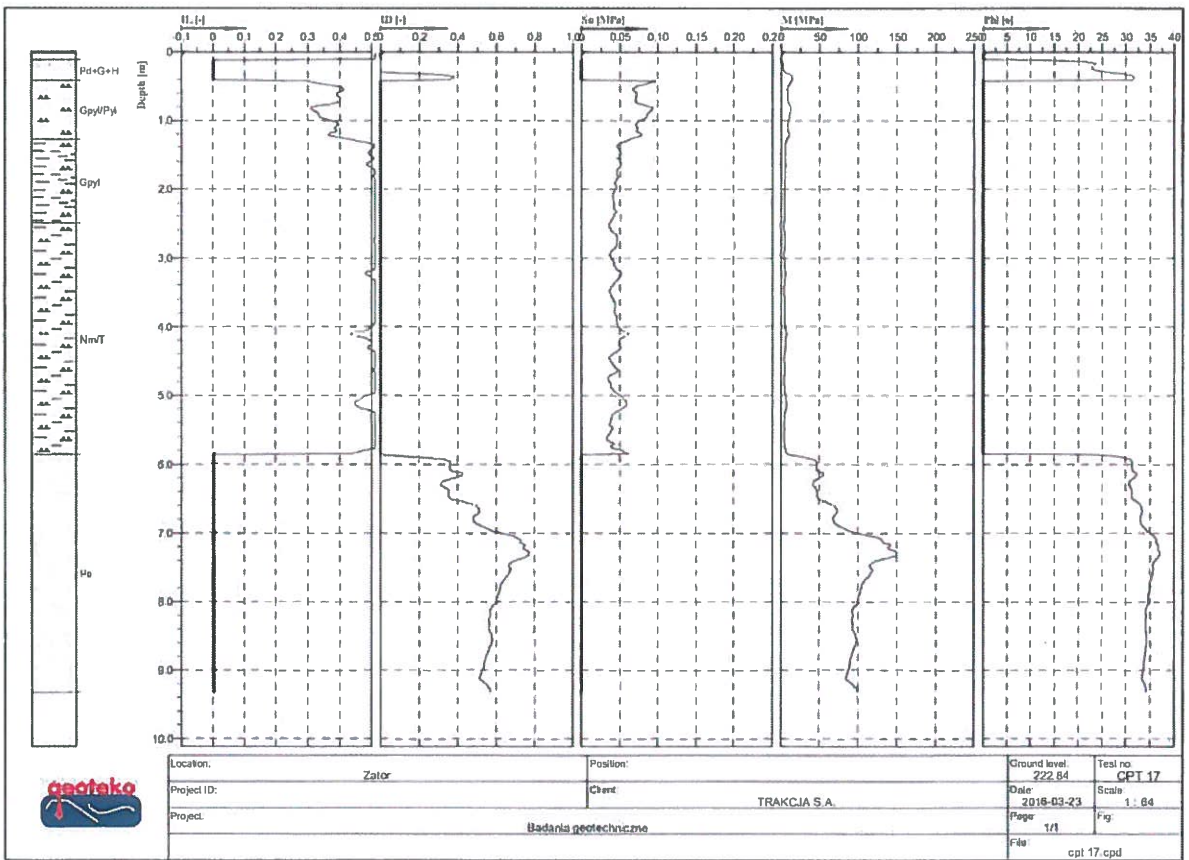 IL [-] ID [-] Su [MPa] M [MPa] Phi [o]
-0.1 0 0.1 0.2 0.3 0.4 0.5 0 0.2 0.4 0.6 0.8 1.0 0.05 0.10 0.15 0.20 0.2 0 50 100 150 200 250 5 10 15 20 25 30 35 40
Depth [m]
0
Pd+G+H
Gpyl/Pyl
1.0
Gpyl
2.0
3.0
4.0
Nm/T
5.0
6.0
7.0
8.0
9.0
10.0
geoteko
Location:
Zator
Position:
Ground level:
222.84
Test no.
CPT 17
Project ID:
Client:
TRAKCJA S.A.
Date:
2016-03-23
Scale
1 : 64
Project:
Badania geotechniczne
Page:
1/1
Fig:
File:
cpt 17.cpd